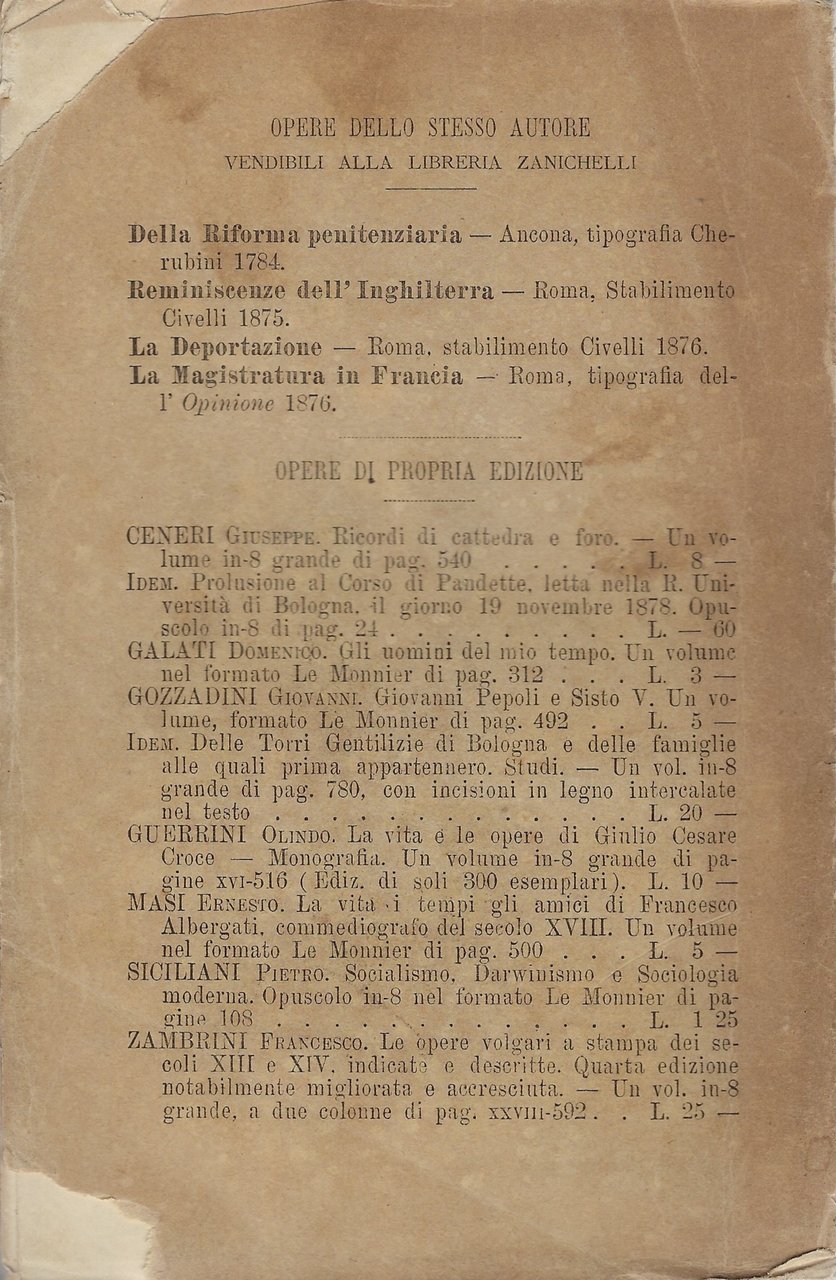 OPERE DELLO STESSO AUTORE
VENDIBILI ALLA LIBRERIA ZANICHELLI
Della Riforma penitenziaria — Ancona, tipografia Che-
rubini 1784.
Reminiscenze dell' Inghilterra — Roma, Stabilimento
Civelli 1875.
La Deportazione — Roma, stabilimento Civelli 1876.
La Magistratura in Francia — Roma, tipografia del-
l' Opinione 1876.
OPERE DI PROPRIA EDIZIONE
CENERI GIUSEPPE. Ricordi di cattedra e foro. — Un vo-
lume in-8 grande di pag. 540 . . . . . L. 8 —
IDEM. Prolusione al Corso di Pandette, letta nella R. Uni-
versità di Bologna, il giorno 19 novembre 1878. Opu-
scolo in-8 di pag. 24 . . . . . . . . . . L. — 60
GALATI DOMENICO. Gli uomini del mio tempo. Un volume
nel formato Le Monnier di pag. 312 . . . L. 3 —
GOZZADINI GIOVANNI. Giovanni Pepoli e Sisto V. Un vo-
lume, formato Le Monnier di pag. 492 . . L. 5 —
IDEM. Delle Torri Gentilizie di Bologna e delle famiglie
alle quali prima appartennero. Studi. — Un vol. in-8
grande di pag. 780, con incisioni in legno intercalate
nel testo . . . . . . . . . . . . . L. 20 —
GUERRINI OLINDO. La vita e le opere di Giulio Cesare
Croce — Monografia. Un volume in-8 grande di pa-
gine XVI-516 (Ediz. di soli 300 esemplari). L. 10 —
MASI ERNESTO. La vita i tempi gli amici di Francesco
Albergati, commediografo del secolo XVIII. Un volume
nel formato Le Monnier di pag. 500 . . . L. 5 —
SICILIANI PIETRO. Socialismo, Darwinismo e Sociologia
moderna. Opuscolo in-8 nel formato Le Monnier di pa-
gine 108 . . . . . . . . . . . . . L. 1 25
ZAMBRINI FRANCESCO. Le opere volgari a stampa dei se-
coli XIII e XIV, indicate e descritte. Quarta edizione
notabilmente migliorata e accresciuta. — Un vol. in-8
grande, a due colonne di pag. XXVIII-592 . . L. 25 —